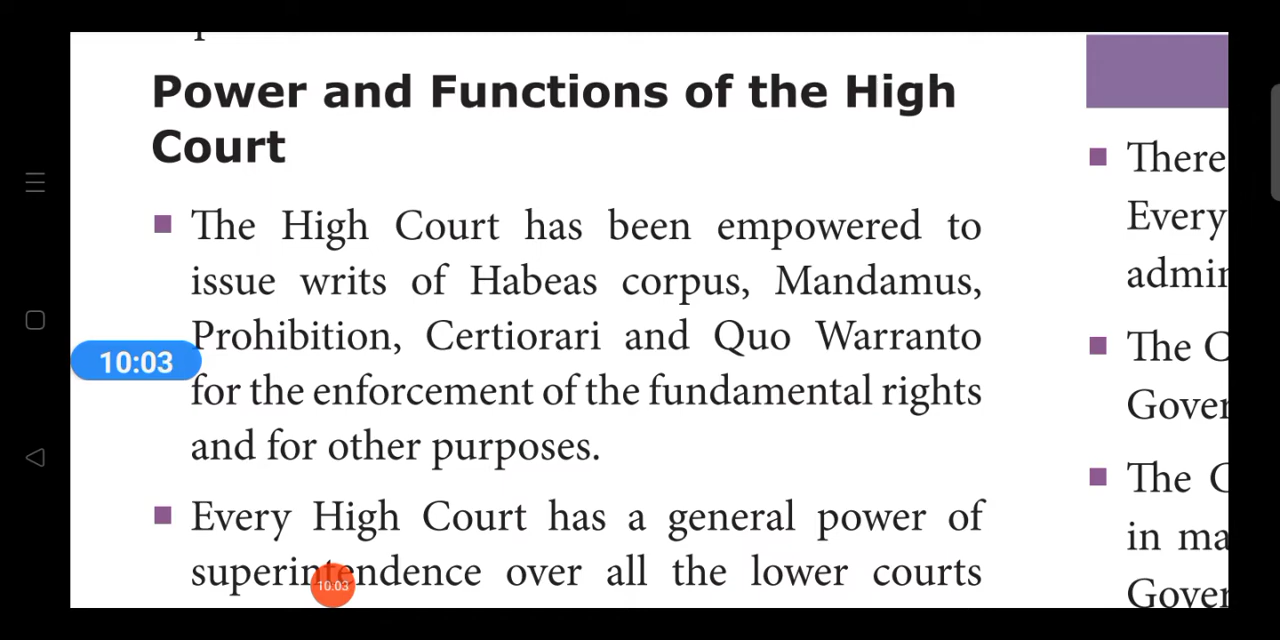 Power and Functions of the High
Court
■ The High Court has been empowered to
issue writs of Habeas corpus, Mandamus,
Prohibition, Certiorari and Quo Warranto
for the enforcement of the fundamental rights
and for other purposes.
■ Every High Court has a general power of
superintendence over all the lower courts
10:03
10:03
■ There
Every
admin
■ The C
Gover
■ The C
in ma
Gover